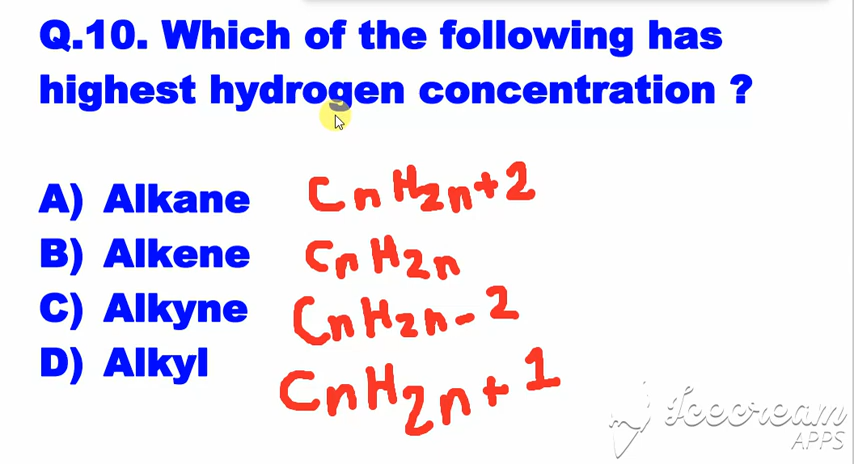 Q.10. Which of the following has
highest hydrogen concentration ?
A) Alkane CnH2n+2
B) Alkene CnH2n
C) Alkyne CnH2n-2
D) Alkyl CnH2n+1
Icecream
APPS